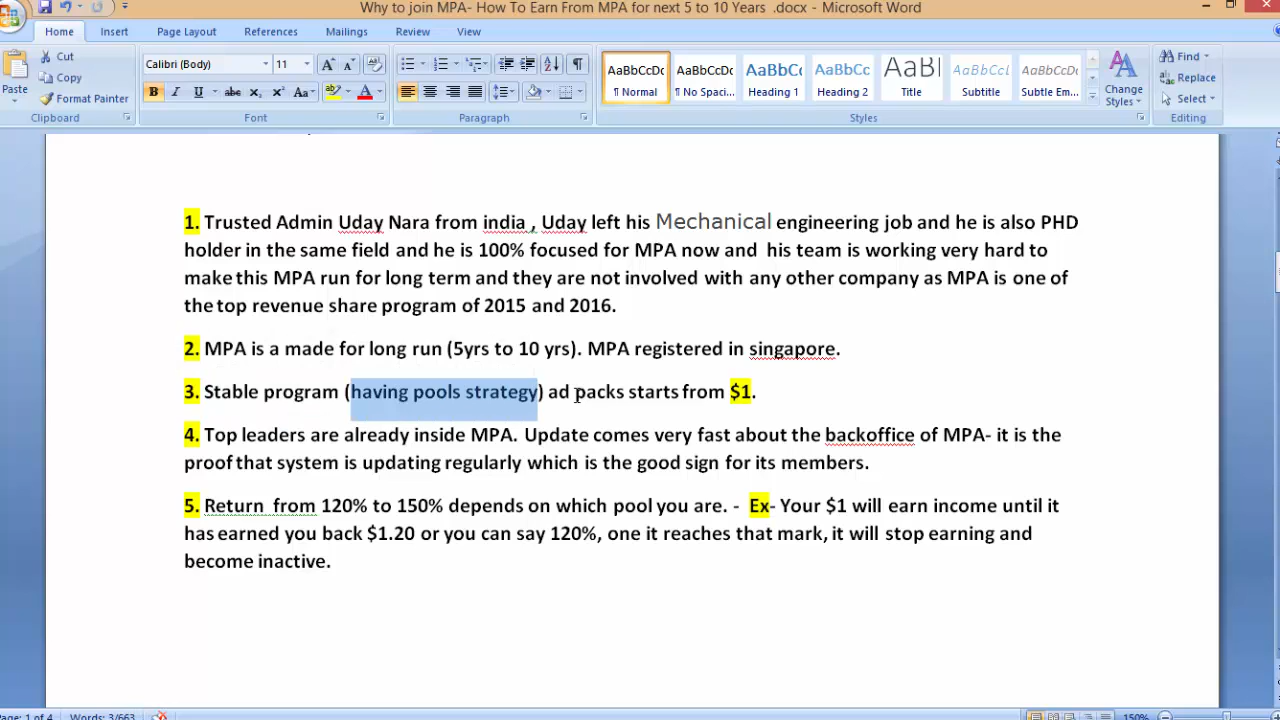 Why to join MPA- How To Earn From MPA for next 5 to 10 Years .docx - Microsoft Word
Home Insert Page Layout References Mailings Review View
Paste
Cut
Copy
Format Painter
Clipboard
Calibri (Body) 11
Font
Paragraph
AaBbCcDc AaBbCcDc AaBbCc AaBbCc AaBl AaBbCcL AaBbCcDc
¶ Normal ¶ No Spaci... Heading 1 Heading 2 Title Subtitle Subtle Em...
Change Styles
Styles
Find
Replace
Select
Editing
1. Trusted Admin Uday Nara from india , Uday left his Mechanical engineering job and he is also PHD
holder in the same field and he is 100% focused for MPA now and his team is working very hard to
make this MPA run for long term and they are not involved with any other company as MPA is one of
the top revenue share program of 2015 and 2016.
2. MPA is a made for long run (5yrs to 10 yrs). MPA registered in singapore.
3. Stable program (having pools strategy) ad packs starts from $1.
4. Top leaders are already inside MPA. Update comes very fast about the backoffice of MPA- it is the
proof that system is updating regularly which is the good sign for its members.
5. Return from 120% to 150% depends on which pool you are. - Ex- Your $1 will earn income until it
has earned you back $1.20 or you can say 120%, one it reaches that mark, it will stop earning and
become inactive.
Page: 1 of 4 Words: 3/663 150%